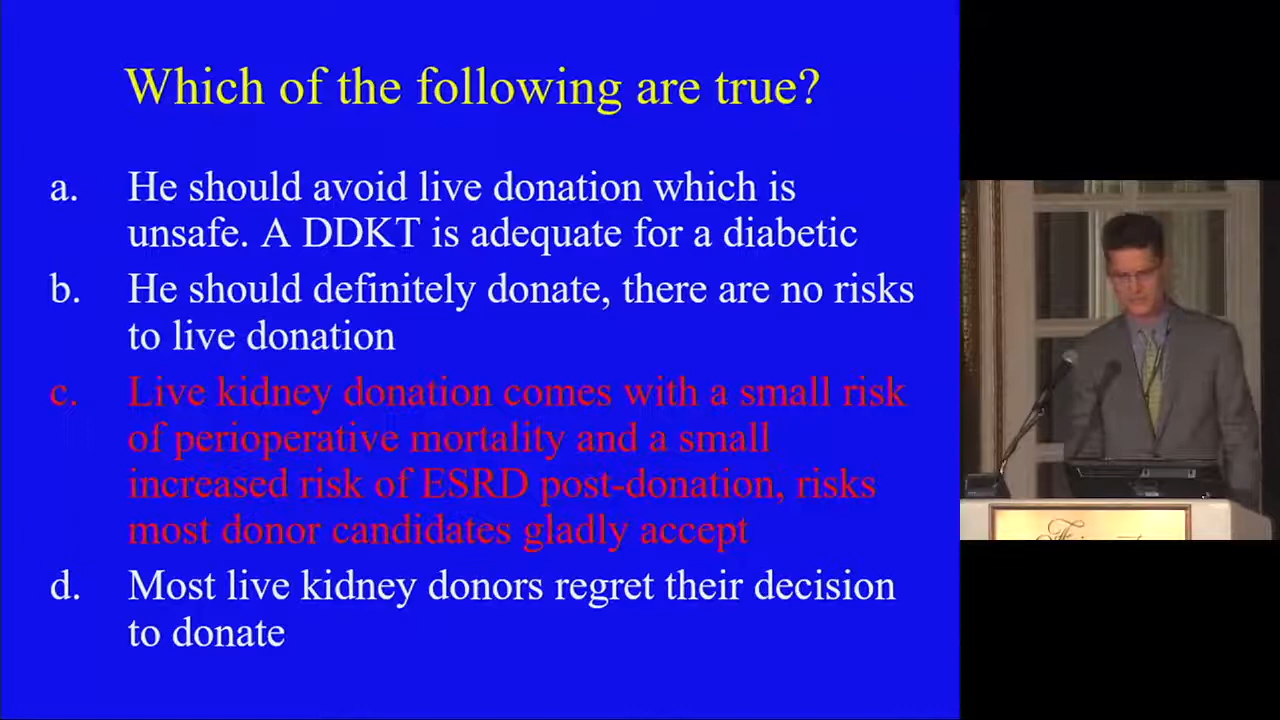 Which of the following are true?
a. He should avoid live donation which is
unsafe. A DDKT is adequate for a diabetic
b. He should definitely donate, there are no risks
to live donation
c. Live kidney donation comes with a small risk
of perioperative mortality and a small
increased risk of ESRD post-donation, risks
most donor candidates gladly accept
d. Most live kidney donors regret their decision
to donate